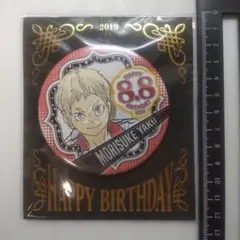 2019
HAPPY
8.8
BIRTHDAY
MORISUKE YAKU
HAPPY BIRTHDAY